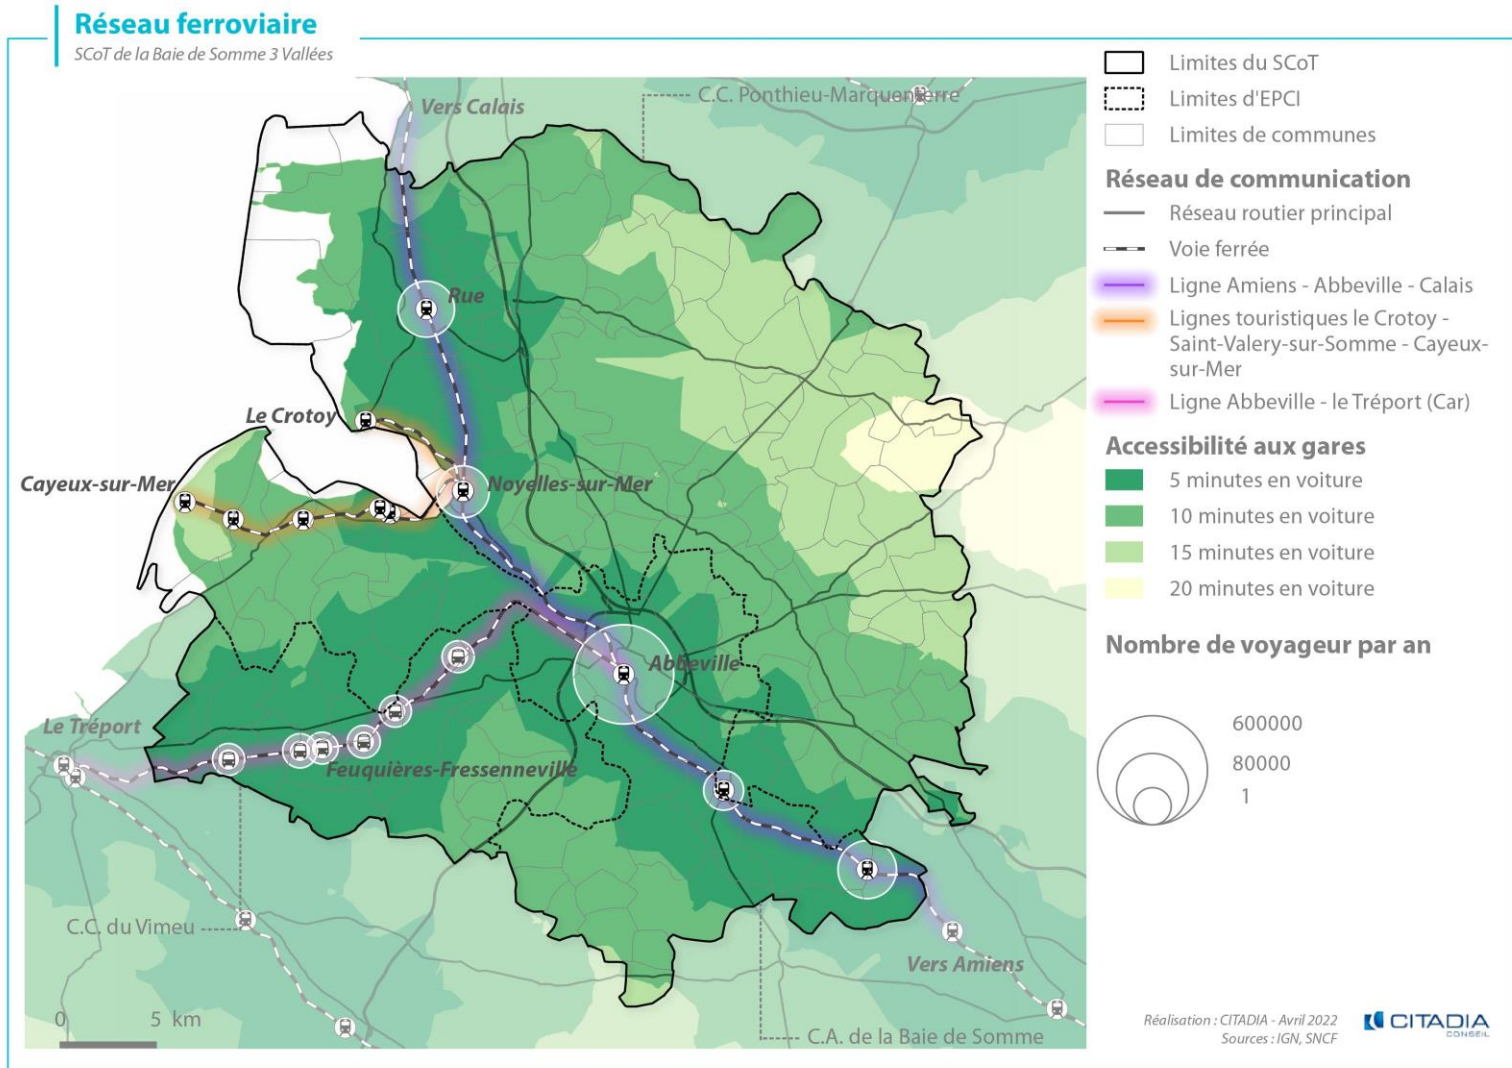 Réseau ferroviaire
SCoT de la Baie de Somme 3 Vallées
Vers Calais
C.C. Ponthieu-Marquenterre
Rue
Le Crotoy
Cayeux-sur-Mer
Noyelles-sur-Mer
Abbeville
Le Tréport
Feuquières-Fressenneville
C.C. du Vimeu
Vers Amiens
C.A. de la Baie de Somme
0 5 km
Limites du SCoT
Limites d'EPCI
Limites de communes
Réseau de communication
Réseau routier principal
Voie ferrée
Ligne Amiens - Abbeville - Calais
Lignes touristiques le Crotoy -
Saint-Valery-sur-Somme - Cayeux-
sur-Mer
Ligne Abbeville - le Tréport (Car)
Accessibilité aux gares
5 minutes en voiture
10 minutes en voiture
15 minutes en voiture
20 minutes en voiture
Nombre de voyageur par an
600000
80000
1
Réalisation : CITADIA - Avril 2022
Sources : IGN, SNCF
CITADIA
CONSEIL